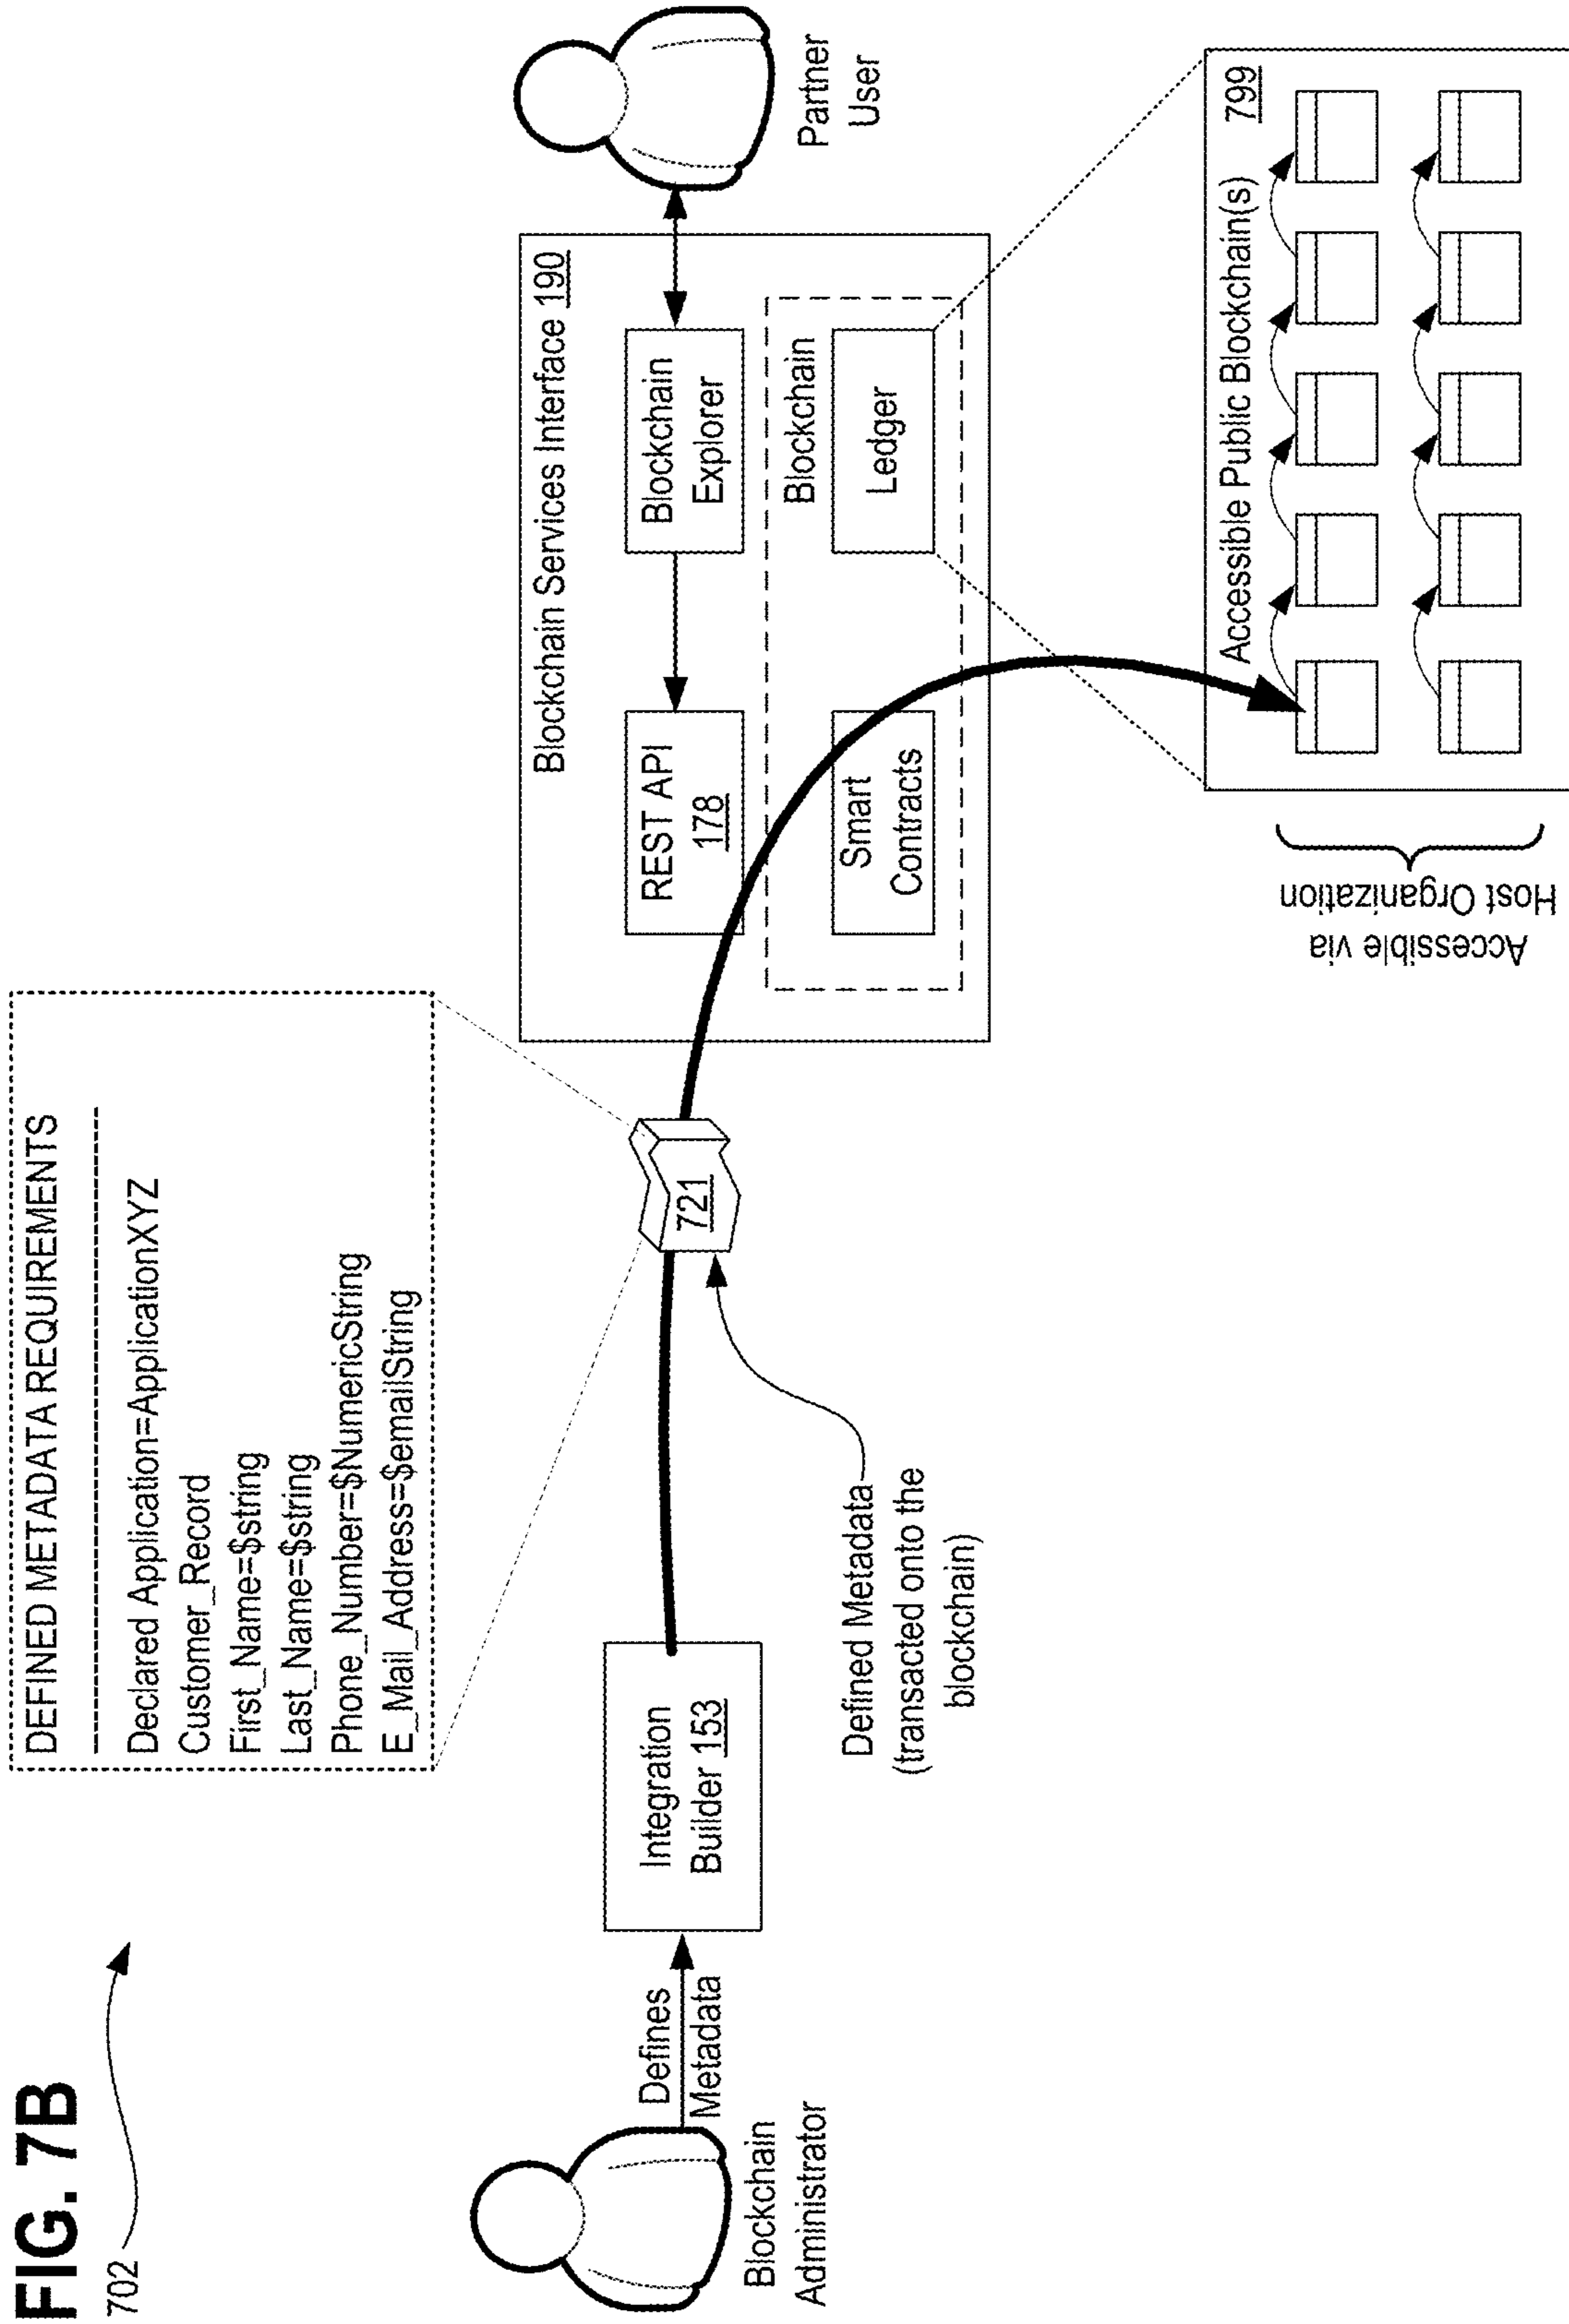 FIG. 7B
702
DEFINED METADATA REQUIREMENTS
Declared Application=ApplicationXYZ
Customer_Record
First_Name=$string
Last_Name=$string
Phone_Number=$NumericString
E_Mail_Address=$emailString
Blockchain
Administrator
Defines
Metadata
Integration
Builder 153
721
Defined Metadata
(transacted onto the
blockchain)
Blockchain Services Interface 190
REST API
178
Blockchain
Explorer
Blockchain
Smart
Contracts
Ledger
Partner
User
Accessible Public Blockchain(s) 799
Accessible via
Host Organization